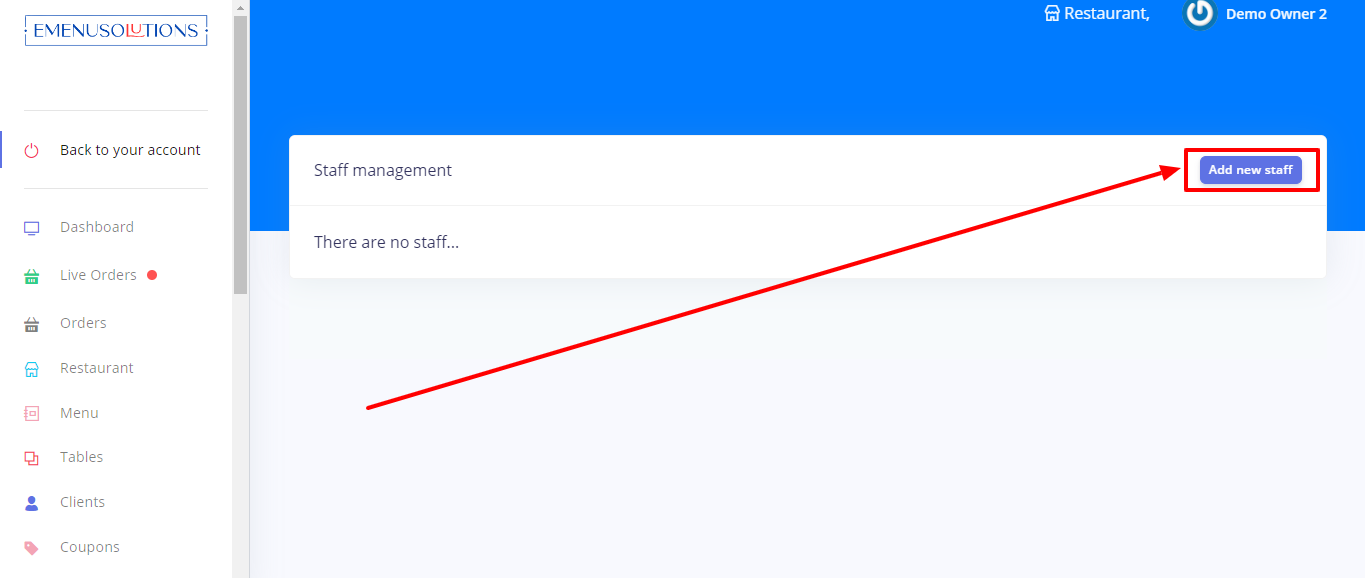 EMENUSOLUTIONS
Restaurant,
Demo Owner 2
Back to your account
Staff management
Add new staff
There are no staff...
Dashboard
Live Orders
Orders
Restaurant
Menu
Tables
Clients
Coupons